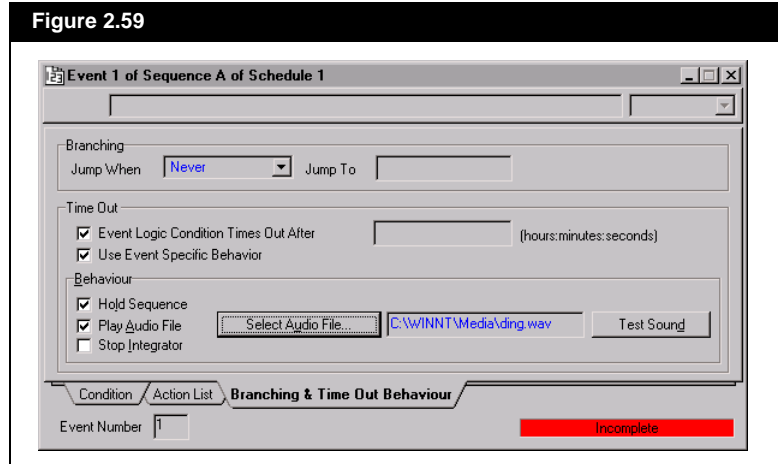 Figure 2.59
Event 1 of Sequence A of Schedule 1
Branching
Jump When Never Jump To
Time Out
Event Logic Condition Times Out After (hours:minutes:seconds)
Use Event Specific Behavior
Behaviour
Hold Sequence
Play Audio File Select Audio File... C:\WINNT\Media\ding.wav Test Sound
Stop Integrator
Condition Action List Branching & Time Out Behaviour
Event Number 1 Incomplete